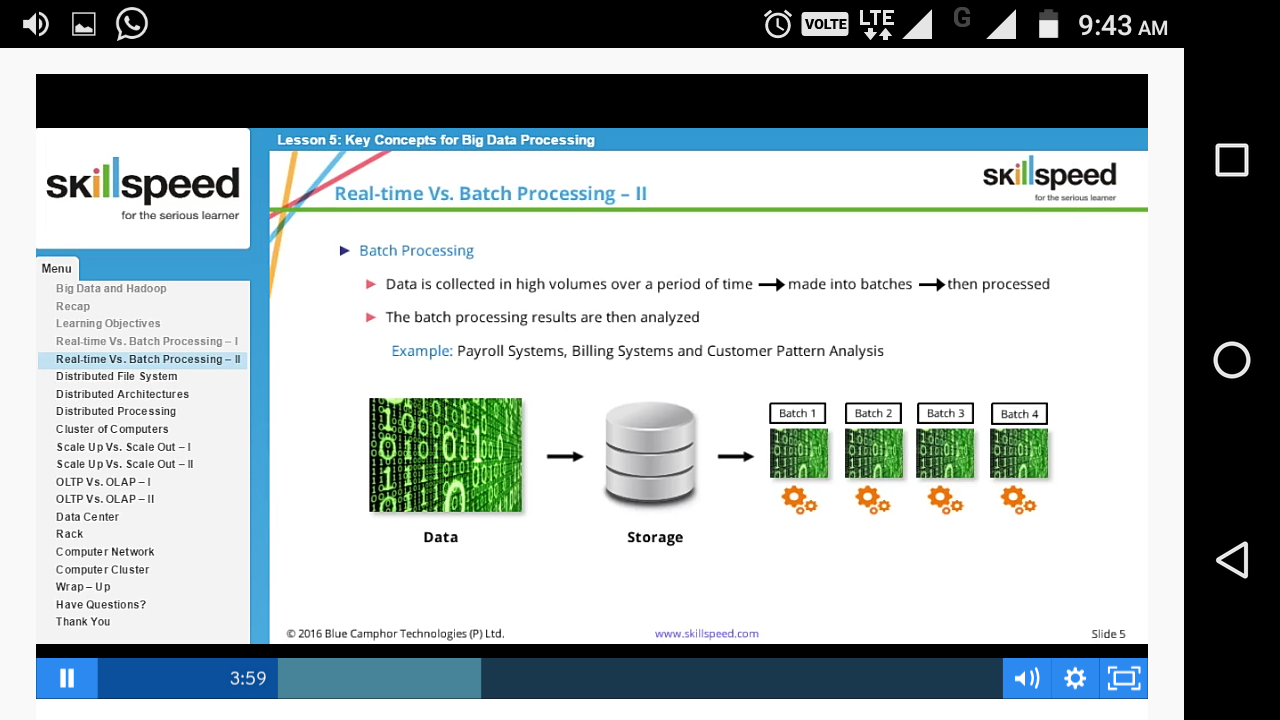 VOLTE LTE G 9:43 AM
Lesson 5: Key Concepts for Big Data Processing
skillspeed
for the serious learner
Menu
Big Data and Hadoop
Recap
Learning Objectives
Real-time Vs. Batch Processing – I
Real-time Vs. Batch Processing – II
Distributed File System
Distributed Architectures
Distributed Processing
Cluster of Computers
Scale Up Vs. Scale Out – I
Scale Up Vs. Scale Out – II
OLTP Vs. OLAP – I
OLTP Vs. OLAP – II
Data Center
Rack
Computer Network
Computer Cluster
Wrap – Up
Have Questions?
Thank You
Real-time Vs. Batch Processing – II
skillspeed
for the serious learner
Batch Processing
Data is collected in high volumes over a period of time made into batches then processed
The batch processing results are then analyzed
Example: Payroll Systems, Billing Systems and Customer Pattern Analysis
Batch 1 Batch 2 Batch 3 Batch 4
Data Storage
© 2016 Blue Camphor Technologies (P) Ltd. www.skillspeed.com Slide 5
3:59